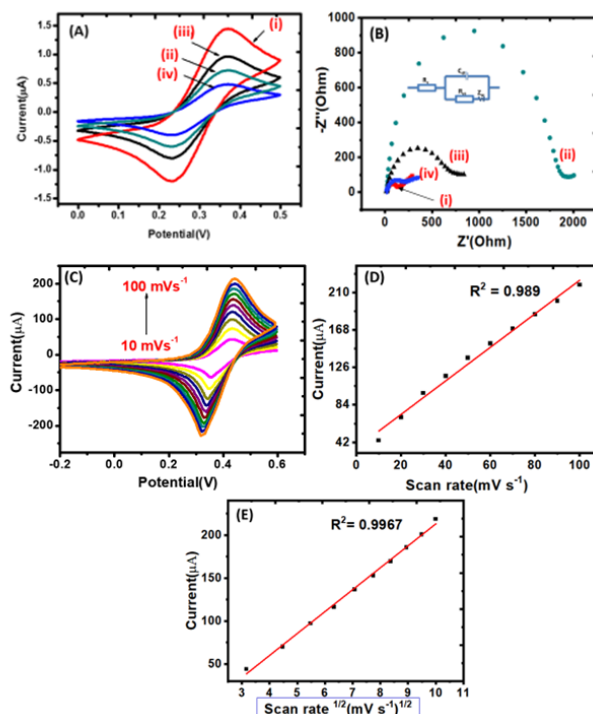 (A)
(i)
(iii)
(ii)
(iv)
1.5
1.0
0.5
0.0
-0.5
-1.0
-1.5
Current(μA)
0.0 0.1 0.2 0.3 0.4 0.5
Potential(V)
(B)
-1000
-800
-600
-400
-200
0
-Z''(Ohm)
(ii)
(iii)
(iv)
(i)
0 500 1000 1500 2000
Z'(Ohm)
(C)
100 mVs⁻¹
10 mVs⁻¹
200
100
0
-100
-200
Current(μA)
-0.2 0.0 0.2 0.4 0.6
Potential(V)
(D)
R² = 0.989
210
168
126
84
42
Current(μA)
20 40 60 80 100
Scan rate(mV s⁻¹)
(E)
R²= 0.9967
200
150
100
50
Current(μA)
3 4 5 6 7 8 9 10 11
Scan rate ¹/²(mV s⁻¹)¹/²